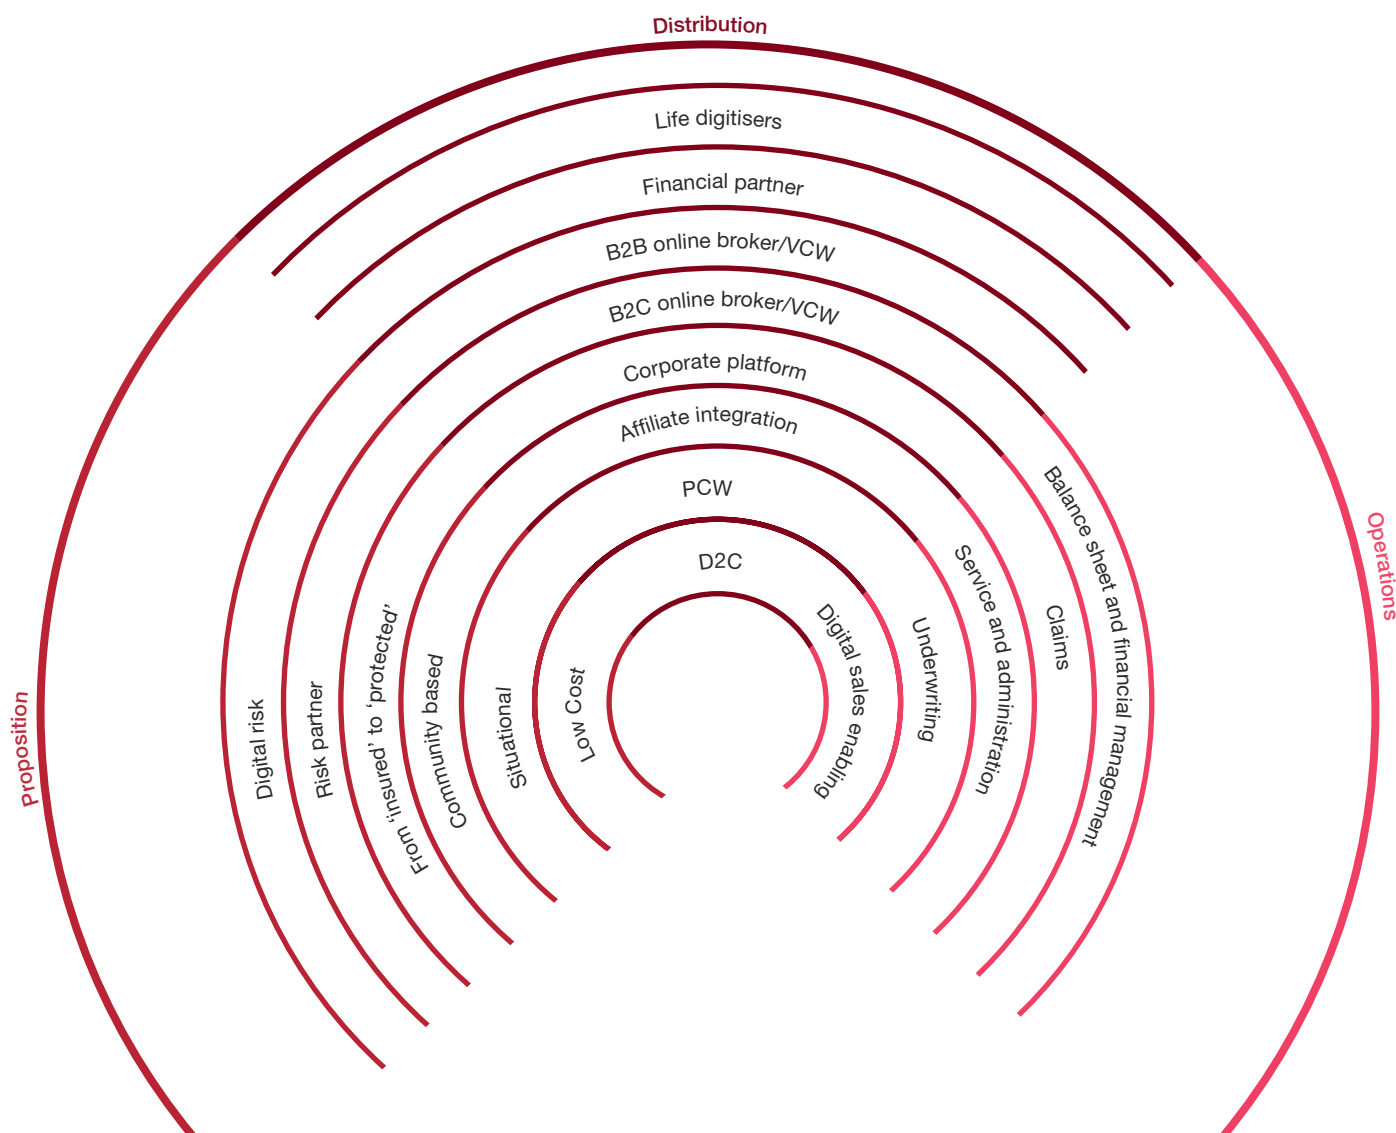 Distribution
Life digitisers
Financial partner
B2B online broker/VCW
B2C online broker/VCW
Corporate platform
Affiliate integration
PCW
D2C
Proposition
Digital risk
Risk partner
From ‘insured’ to ‘protected’
Community based
Situational
Low Cost
Digital sales enabling
Underwriting
Service and administration
Claims
Balance sheet and financial management
Operations